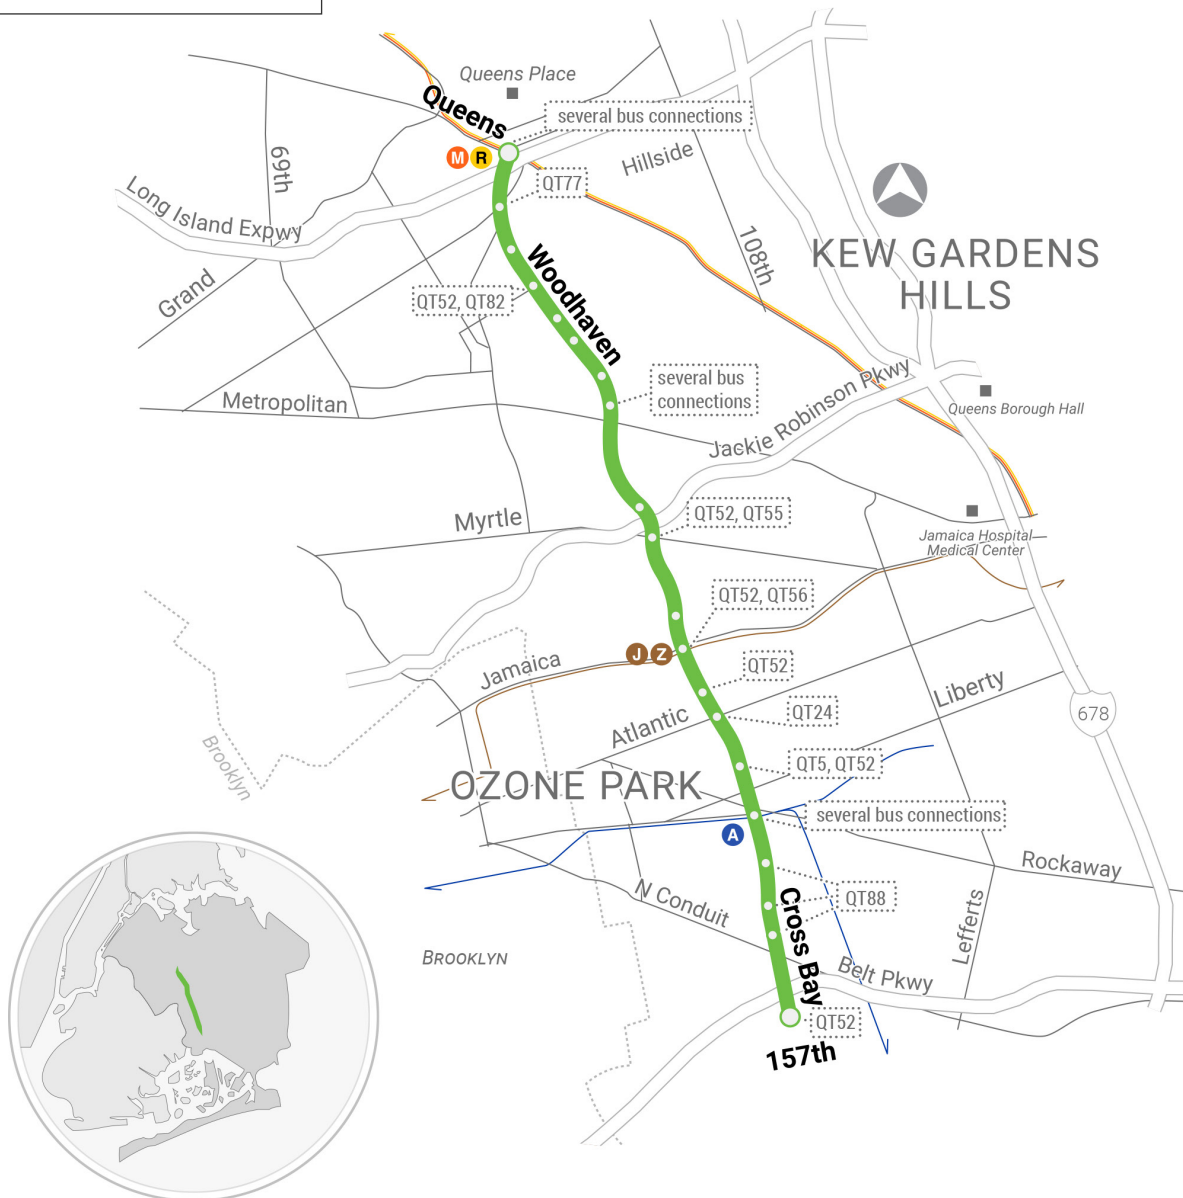 Queens Place
Queens
several bus connections
M R
69th
Hillside
QT77
Long Island Expwy
108th
KEW GARDENS
HILLS
Woodhaven
Grand
QT52, QT82
several bus
connections
Jackie Robinson Pkwy
Metropolitan
Queens Borough Hall
Myrtle
QT52, QT55
Jamaica Hospital
Medical Center
QT52, QT56
J Z
Jamaica
QT52
Liberty
Atlantic
QT24
678
Brooklyn
QT5, QT52
OZONE PARK
several bus connections
A
Rockaway
N Conduit
QT88
Cross Bay
Lefferts
BROOKLYN
Belt Pkwy
QT52
157th